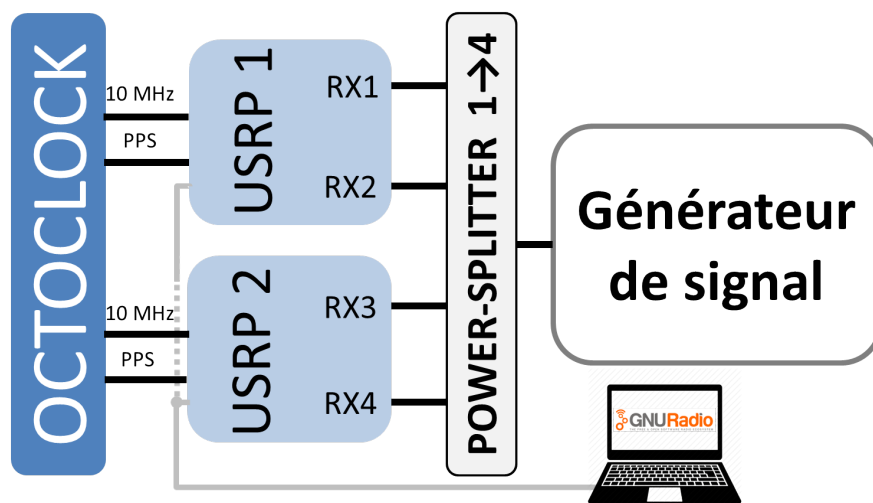 OCTOCLOCK
10 MHz
PPS
10 MHz
PPS
USRP 1
RX1
RX2
USRP 2
RX3
RX4
POWER-SPLITTER 1→4
Générateur
de signal
GNURadio